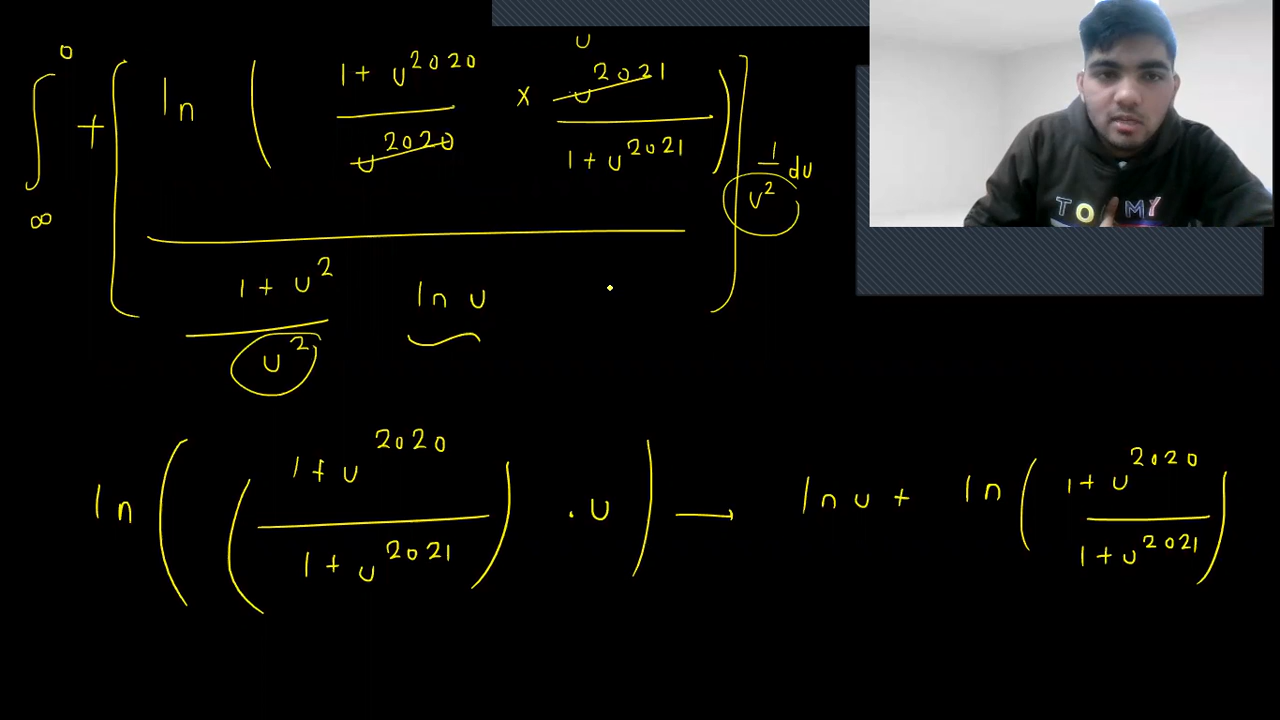 ∫_∞^0 + [ ln ( (1 + u^2020)/u^2020 × u^2021/(1 + u^2021) ) / ( (1 + u^2)/u^2 ln u ) ] 1/u^2 du
u
ln ( ( (1 + u^2020)/(1 + u^2021) ) · u ) → ln u + ln ( (1 + u^2020)/(1 + u^2021) )
TOMMY